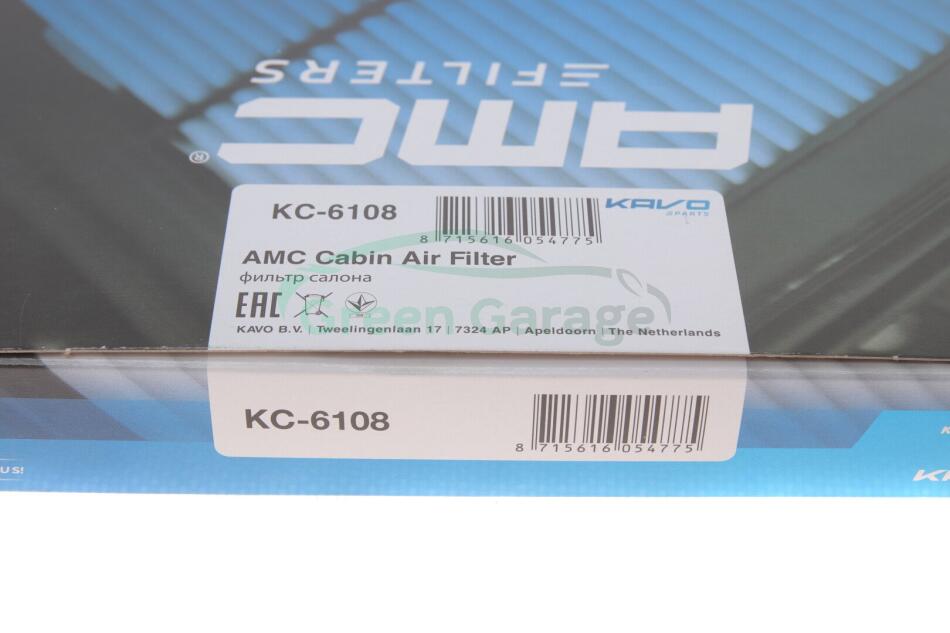 FILTERS
AMC
®
KC-6108
8 715616 054775
KAVO
PARTS
AMC Cabin Air Filter
фильтр салона
EAC
Green Garage
KAVO B.V. | Tweelingenlaan 17 | 7324 AP | Apeldoorn | The Netherlands
KC-6108
8 715616 054775
US!